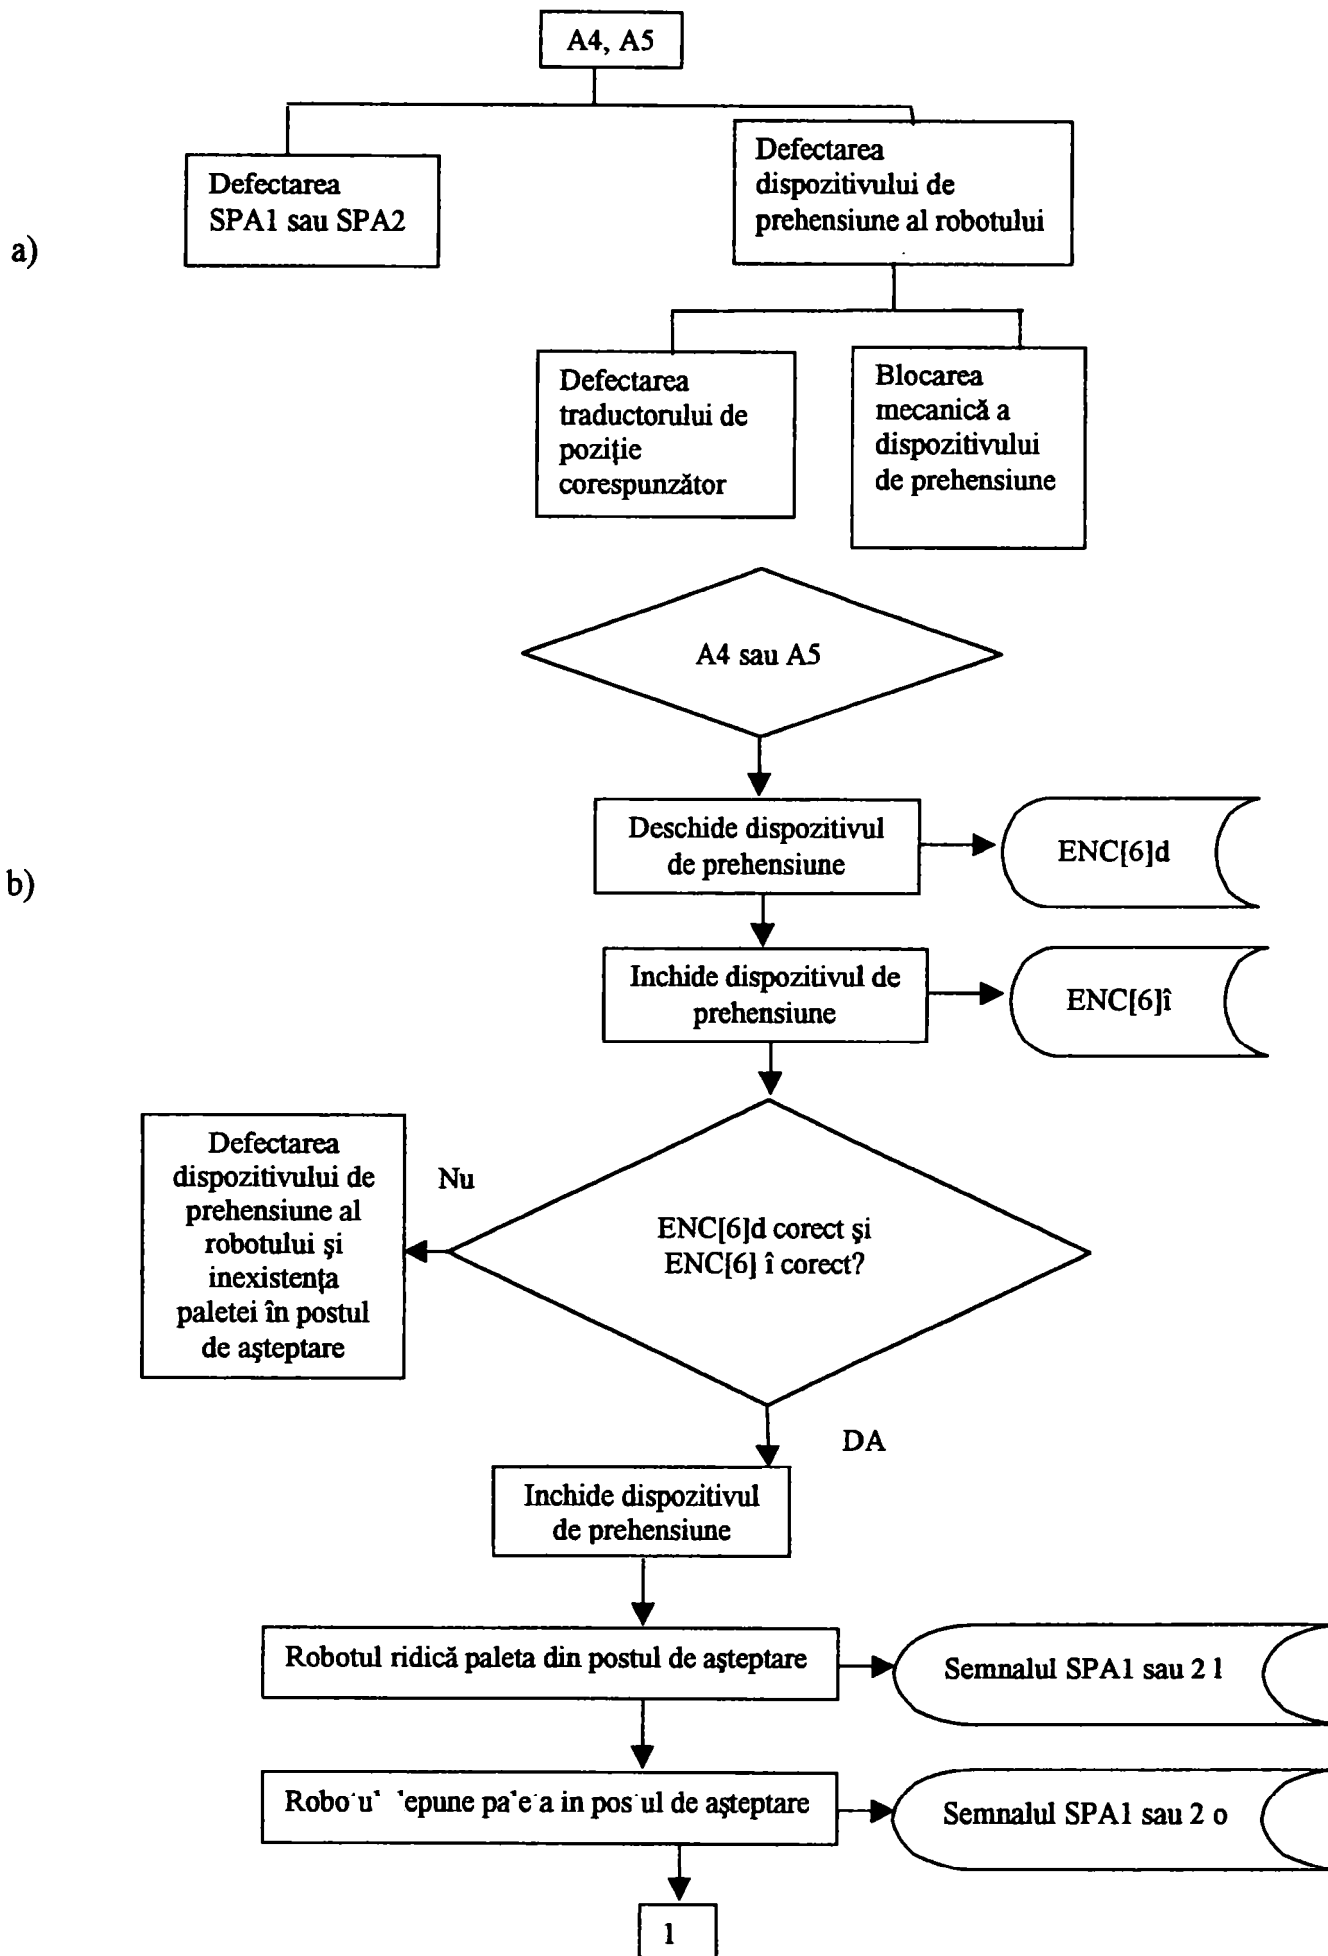 A4, A5
Defectarea
SPA1 sau SPA2
Defectarea
dispozitivului de
prehensiune al robotului
a)
Defectarea
traductorului de
poziţie
corespunzător
Blocarea
mecanică a
dispozitivului
de prehensiune
A4 sau A5
Deschide dispozitivul
de prehensiune
ENC[6]d
b)
Inchide dispozitivul de
prehensiune
ENC[6]î
Defectarea
dispozitivului de
prehensiune al
robotului şi
inexistenţa
paletei în postul
de aşteptare
Nu
ENC[6]d corect şi
ENC[6] î corect?
DA
Inchide dispozitivul
de prehensiune
Robotul ridică paleta din postul de aşteptare
Semnalul SPA1 sau 2 l
in de aşteptare
Semnalul SPA1 sau 2 o
1